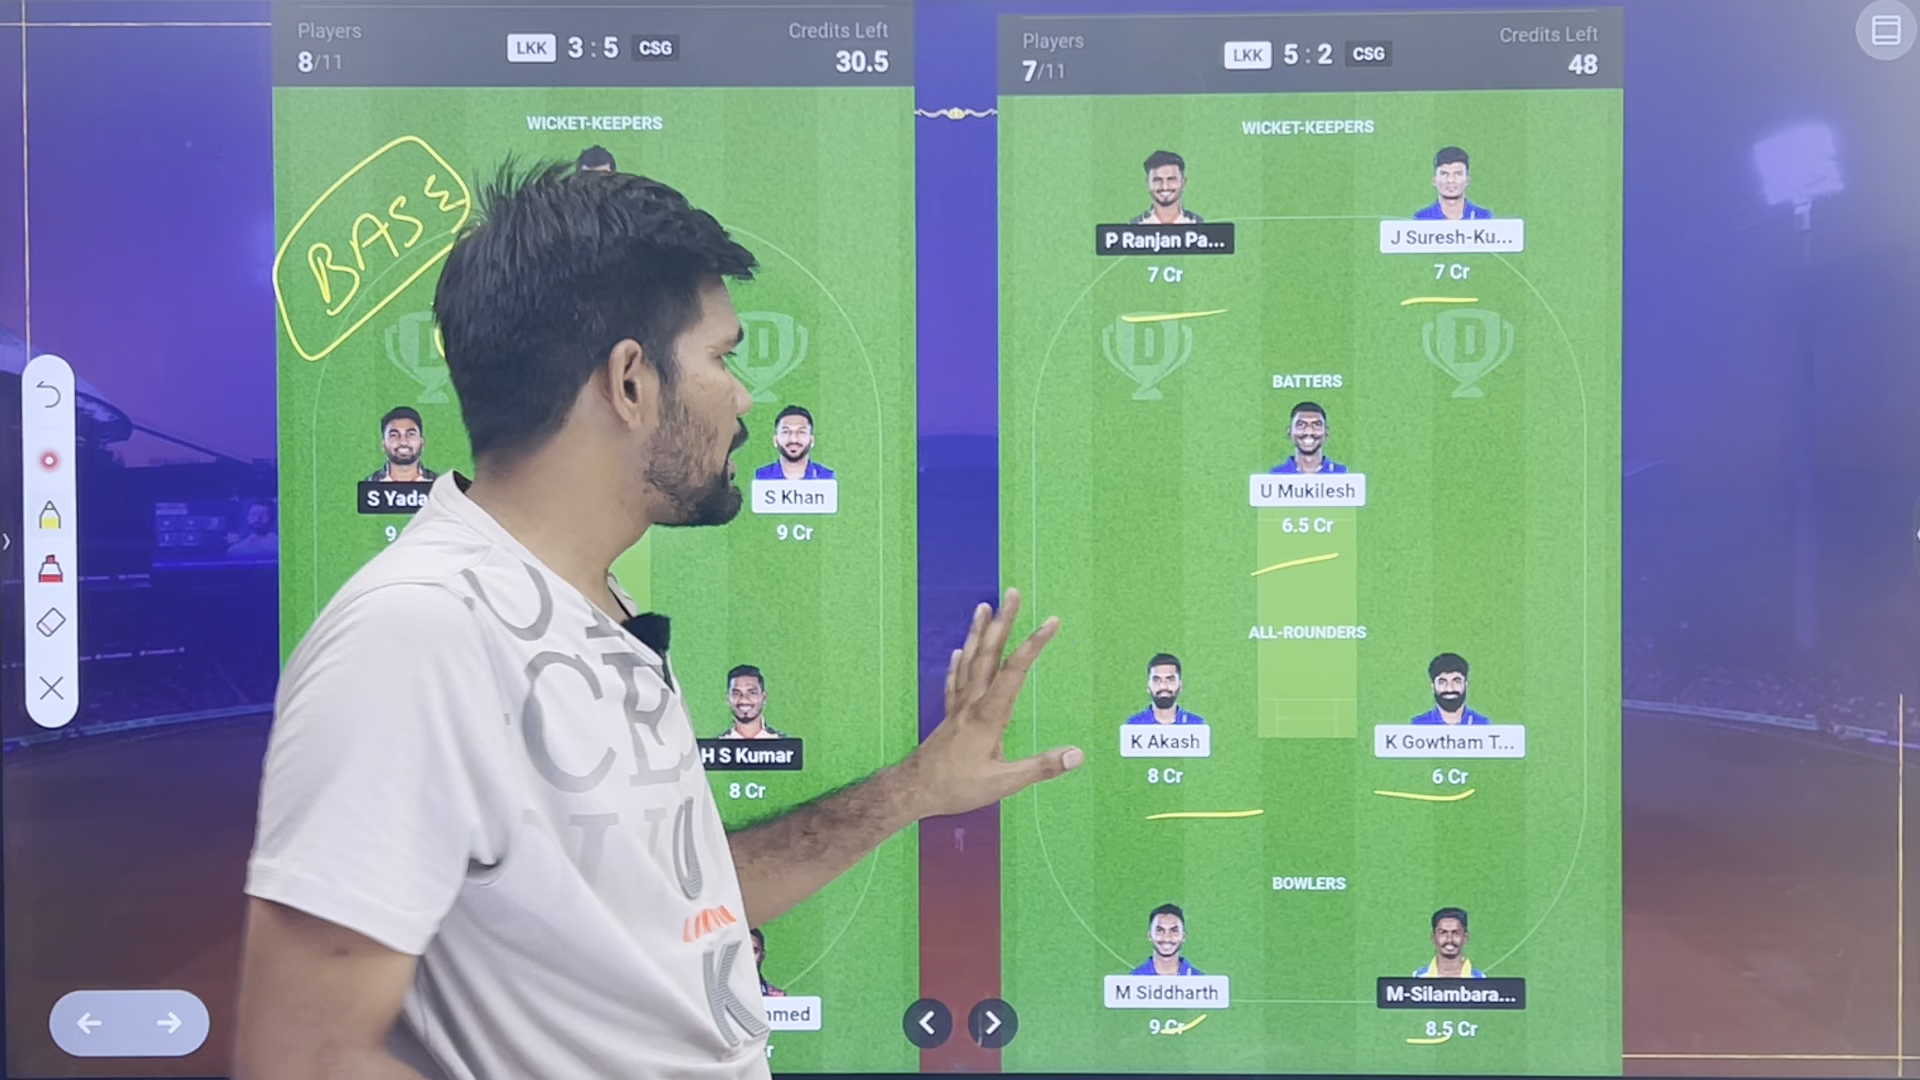 Players
8/11
LKK 3 : 5 CSG
Credits Left
30.5
WICKET-KEEPERS
BASE
S Khan
9 Cr
H S Kumar
8 Cr
Players
7/11
LKK 5 : 2 CSG
Credits Left
48
WICKET-KEEPERS
P Ranjan Pa...
7 Cr
J Suresh-Ku...
7 Cr
BATTERS
U Mukilesh
6.5 Cr
ALL-ROUNDERS
K Akash
8 Cr
K Gowtham T...
6 Cr
BOWLERS
M Siddharth
9 Cr
M-Silambara...
8.5 Cr